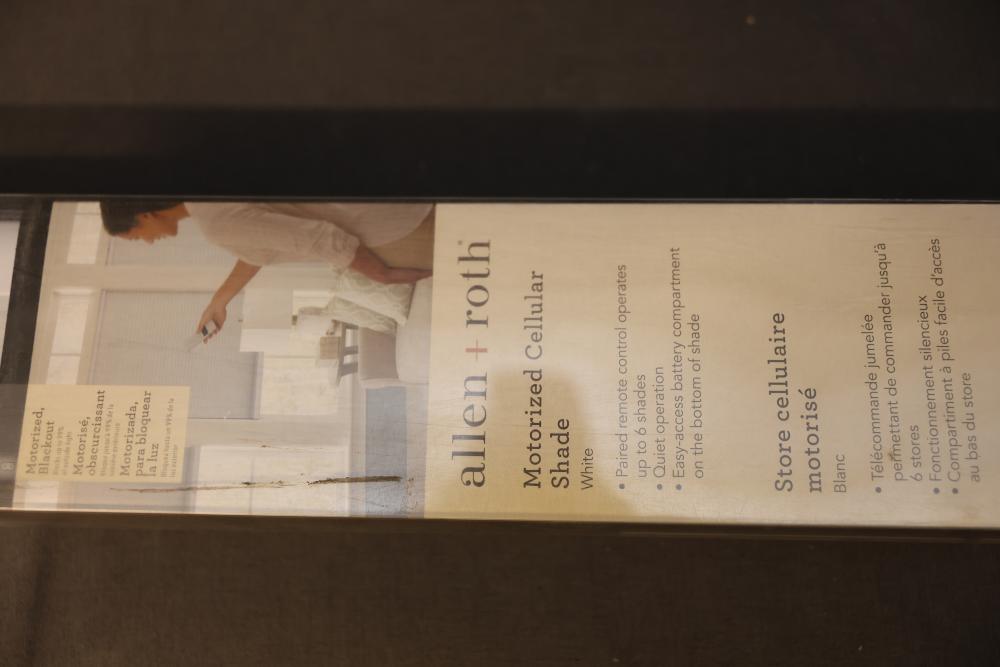 Motorized,
Blackout
Motorisé,
obscurcissant
Motorizada,
para bloquear
la luz
allen + roth®
Motorized Cellular
Shade
White
• Paired remote control operates
up to 6 shades
• Quiet operation
• Easy-access battery compartment
on the bottom of shade
Store cellulaire
motorisé
Blanc
• Télécommande jumelée
permettant de commander jusqu'à
6 stores
• Fonctionnement silencieux
• Compartiment à piles facile d'accès
au bas du store